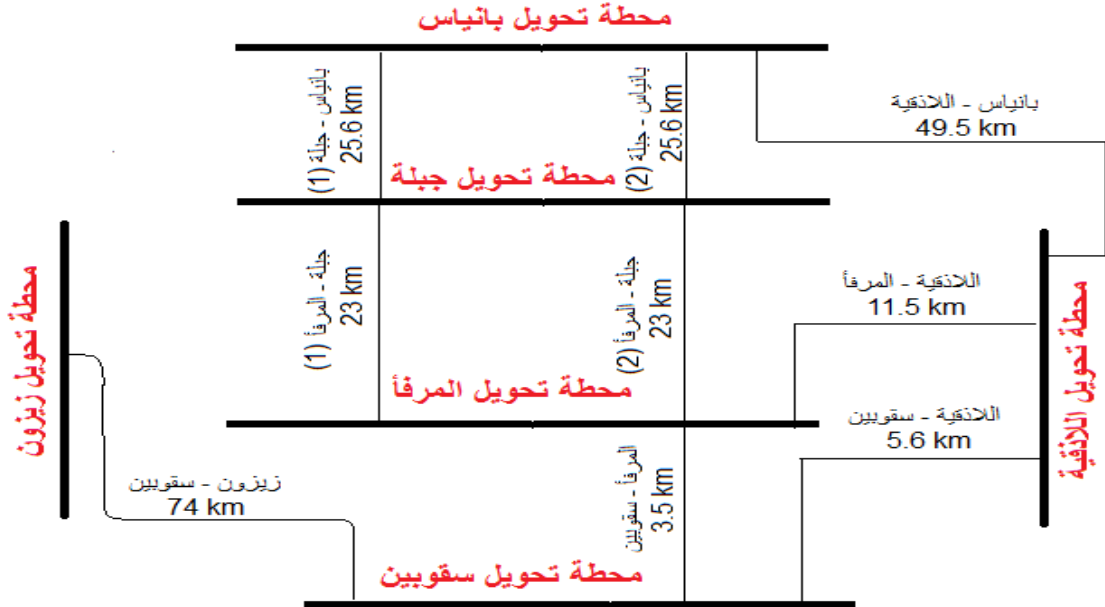 محطة تحويل بانياس
بانياس - جبلة (1)
25.6 km
بانياس - جبلة (2)
25.6 km
بانياس - اللاذقية
49.5 km
محطة تحويل جبلة
جبلة - المرفأ (1)
23 km
جبلة - المرفأ (2)
23 km
اللاذقية - المرفأ
11.5 km
محطة تحويل زيزون
محطة تحويل اللاذقية
محطة تحويل المرفأ
اللاذقية - سقوبين
5.6 km
المرفأ - سقوبين
3.5 km
زيزون - سقوبين
74 km
محطة تحويل سقوبين